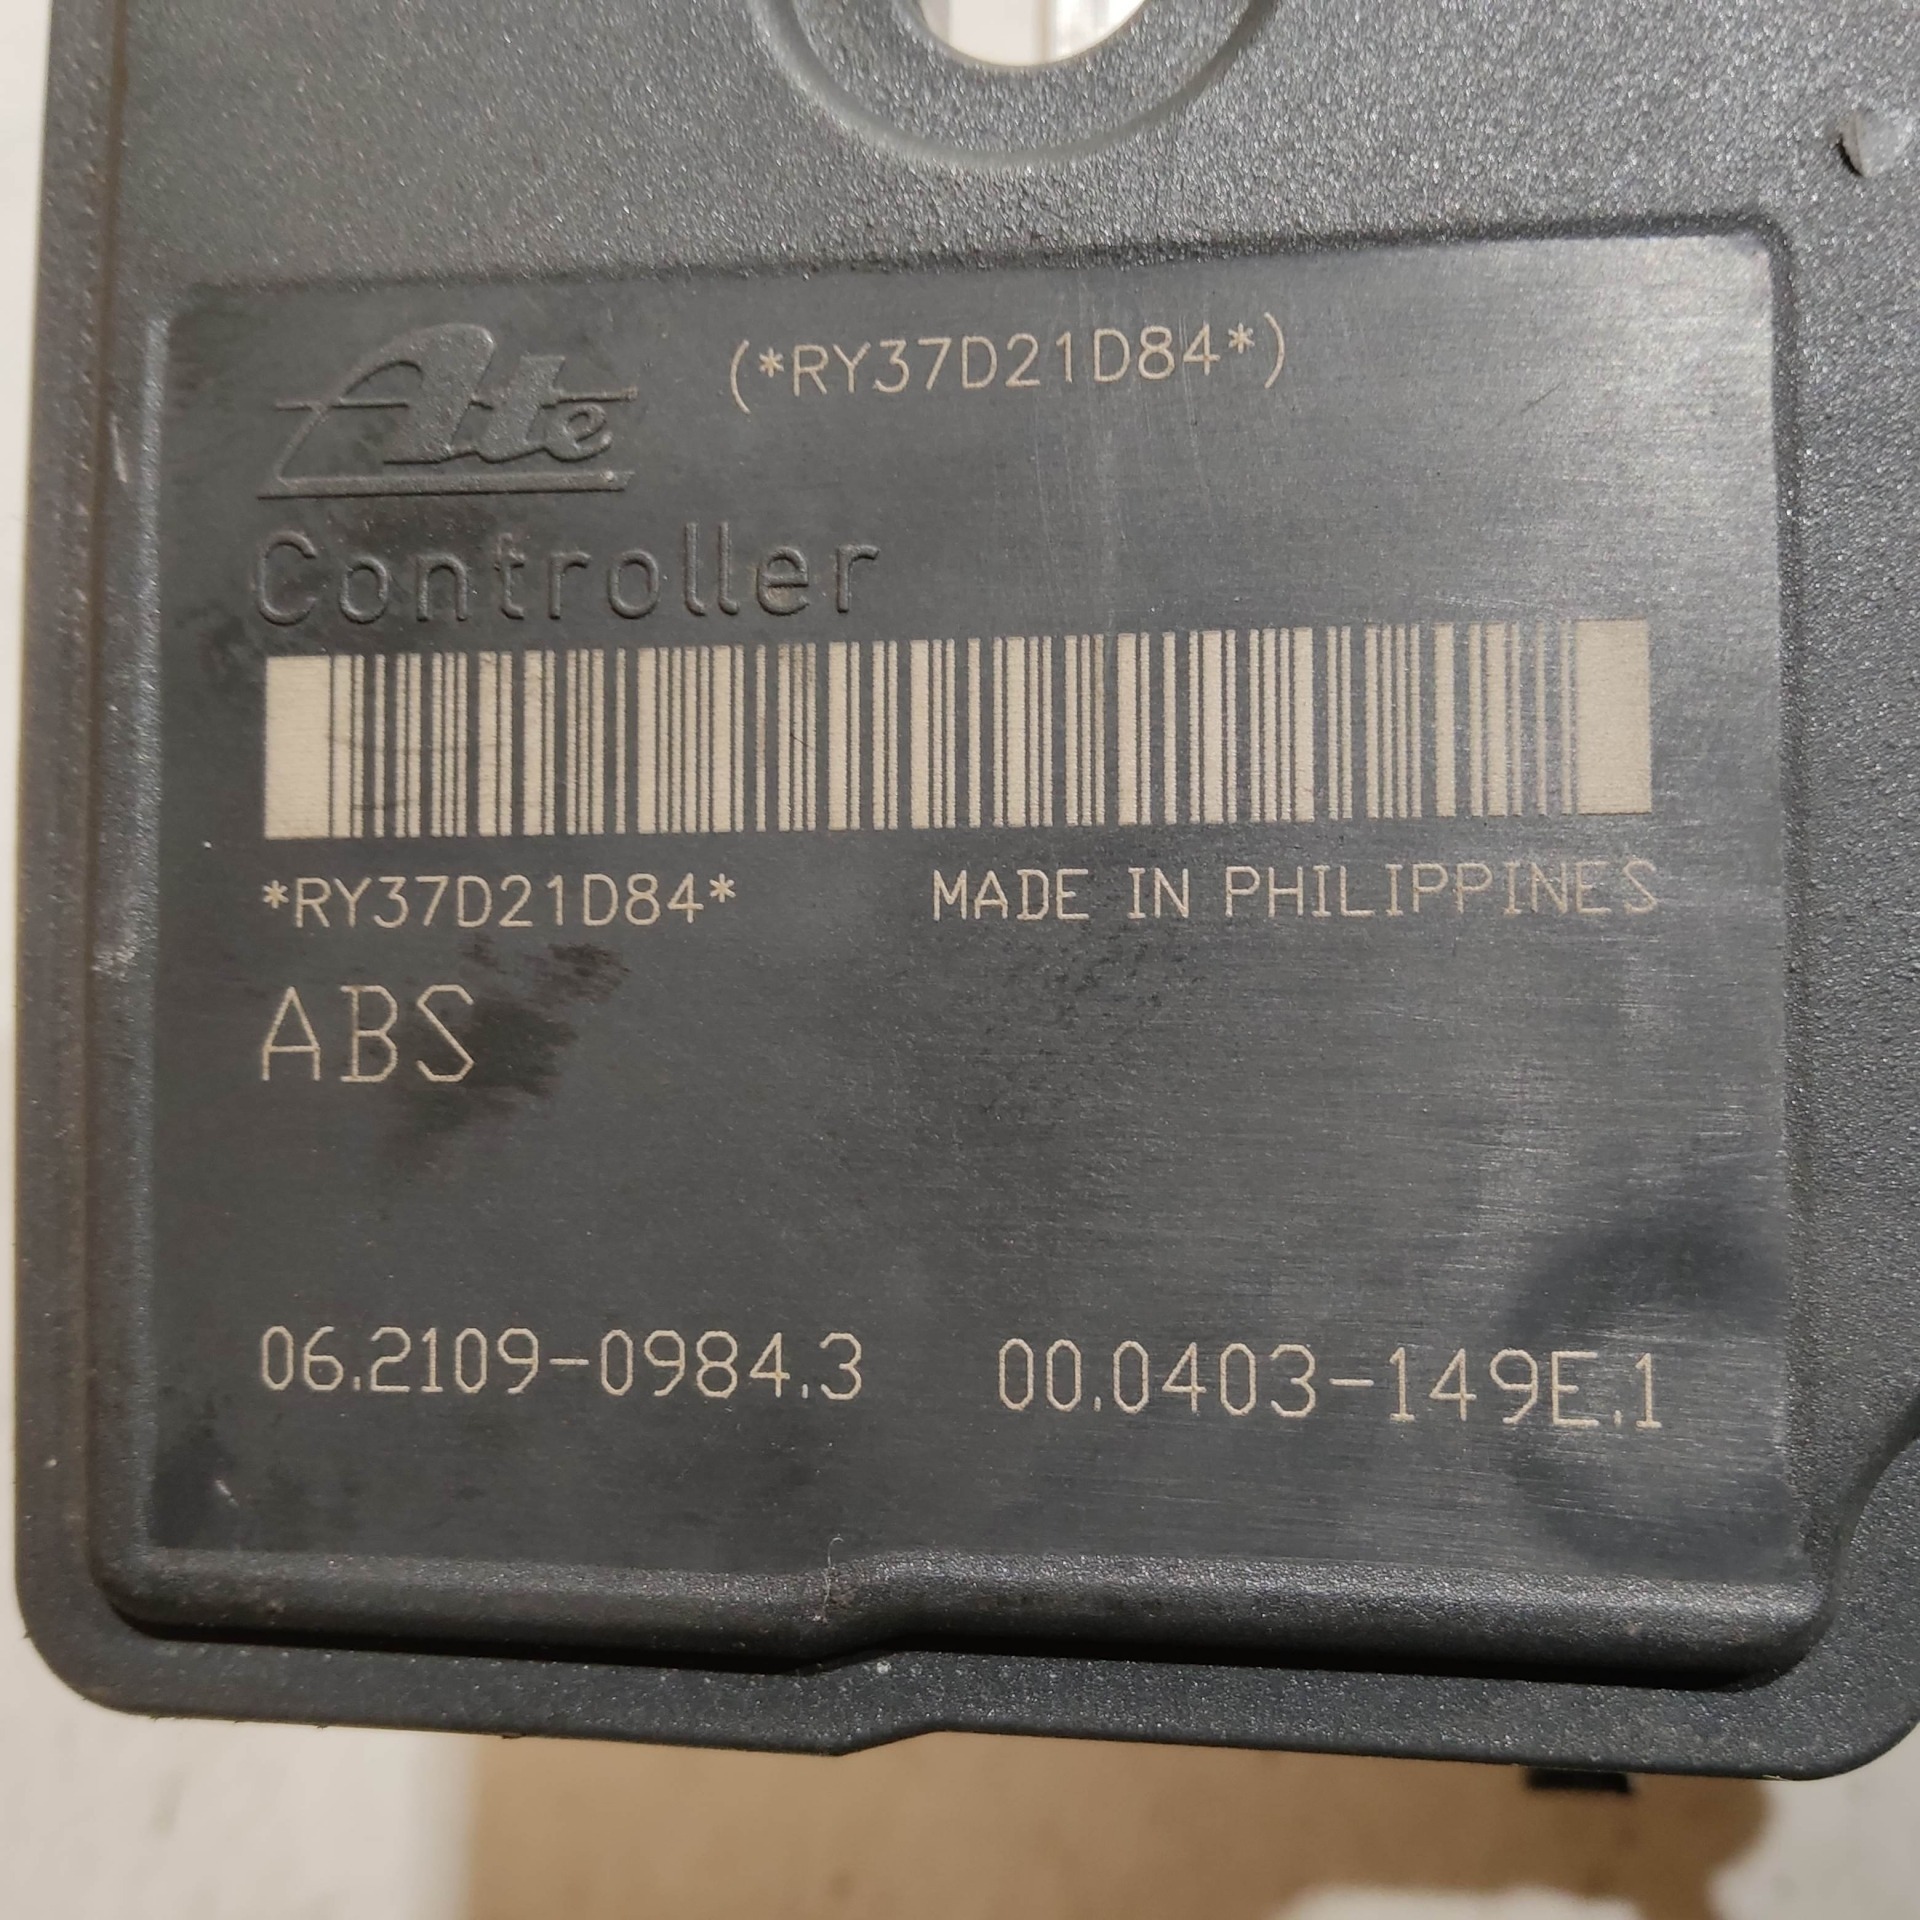 Ate (*RY37D21D84*)
Controller
*RY37D21D84* MADE IN PHILIPPINES
ABS
06.2109-0984.3 00.0403-149E.1